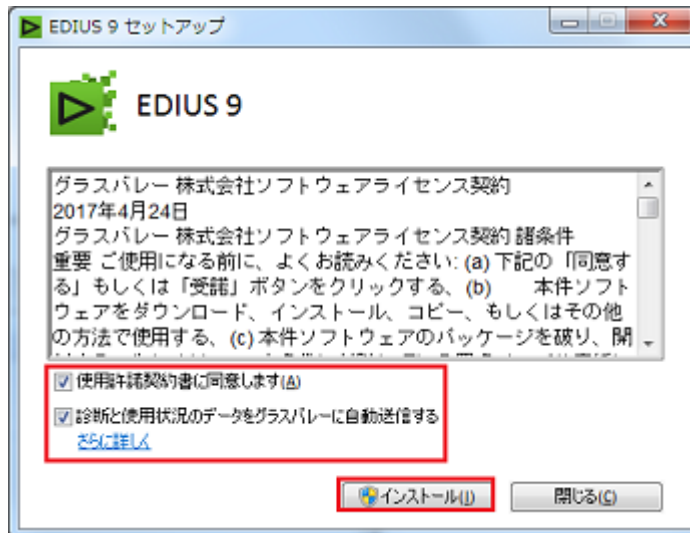 EDIUS 9 セットアップ
EDIUS 9
グラスバレー 株式会社ソフトウェアライセンス契約
2017年4月24日
グラスバレー 株式会社ソフトウェアライセンス契約 諸条件
重要 ご使用になる前に、よくお読みください: (a) 下記の「同意す
る」もしくは「受諾」ボタンをクリックする、(b) 本件ソフト
ウェアをダウンロード、インストール、コピー、もしくはその他
の方法で使用する、(c) 本件ソフトウェアのパッケージを破り、開
使用許諾契約書に同意します(A)
診断と使用状況のデータをグラスバレーに自動送信する
さらに詳しく
インストール(I)
閉じる(C)